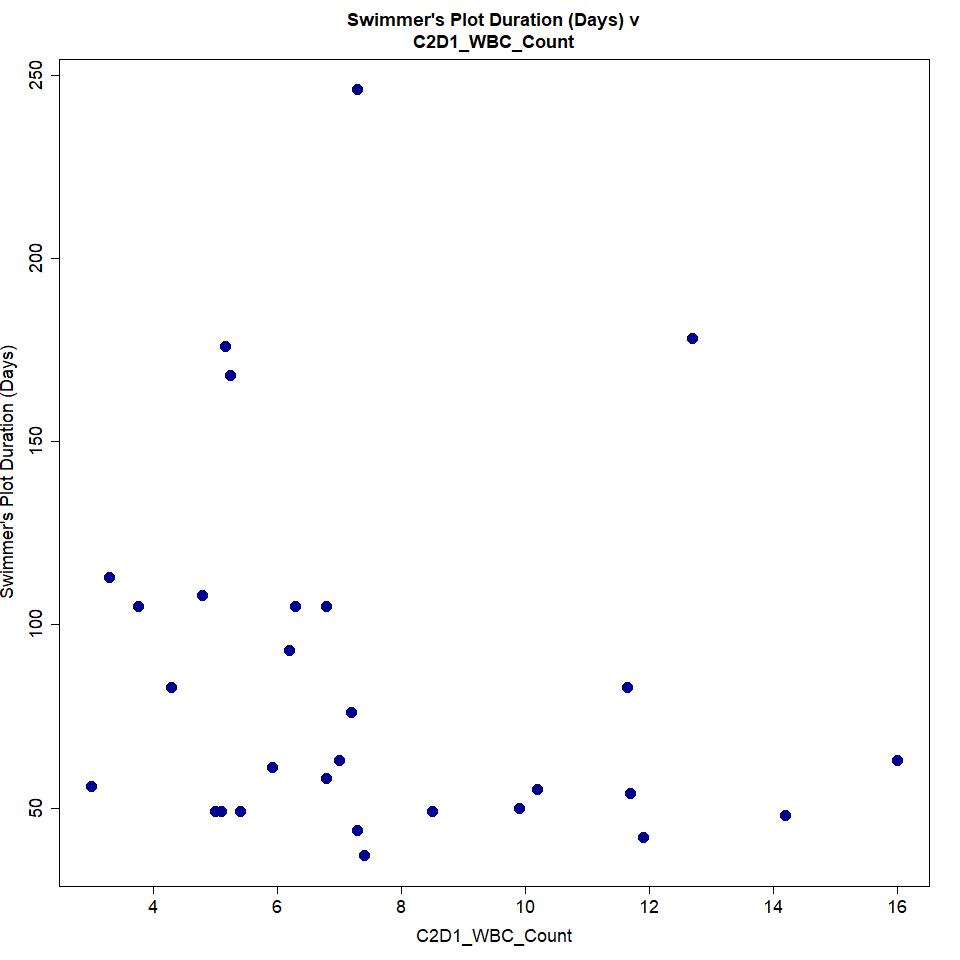 Swimmer's Plot Duration (Days) v
C2D1_WBC_Count
250
200
150
100
50
Swimmer's Plot Duration (Days)
4 6 8 10 12 14 16
C2D1_WBC_Count